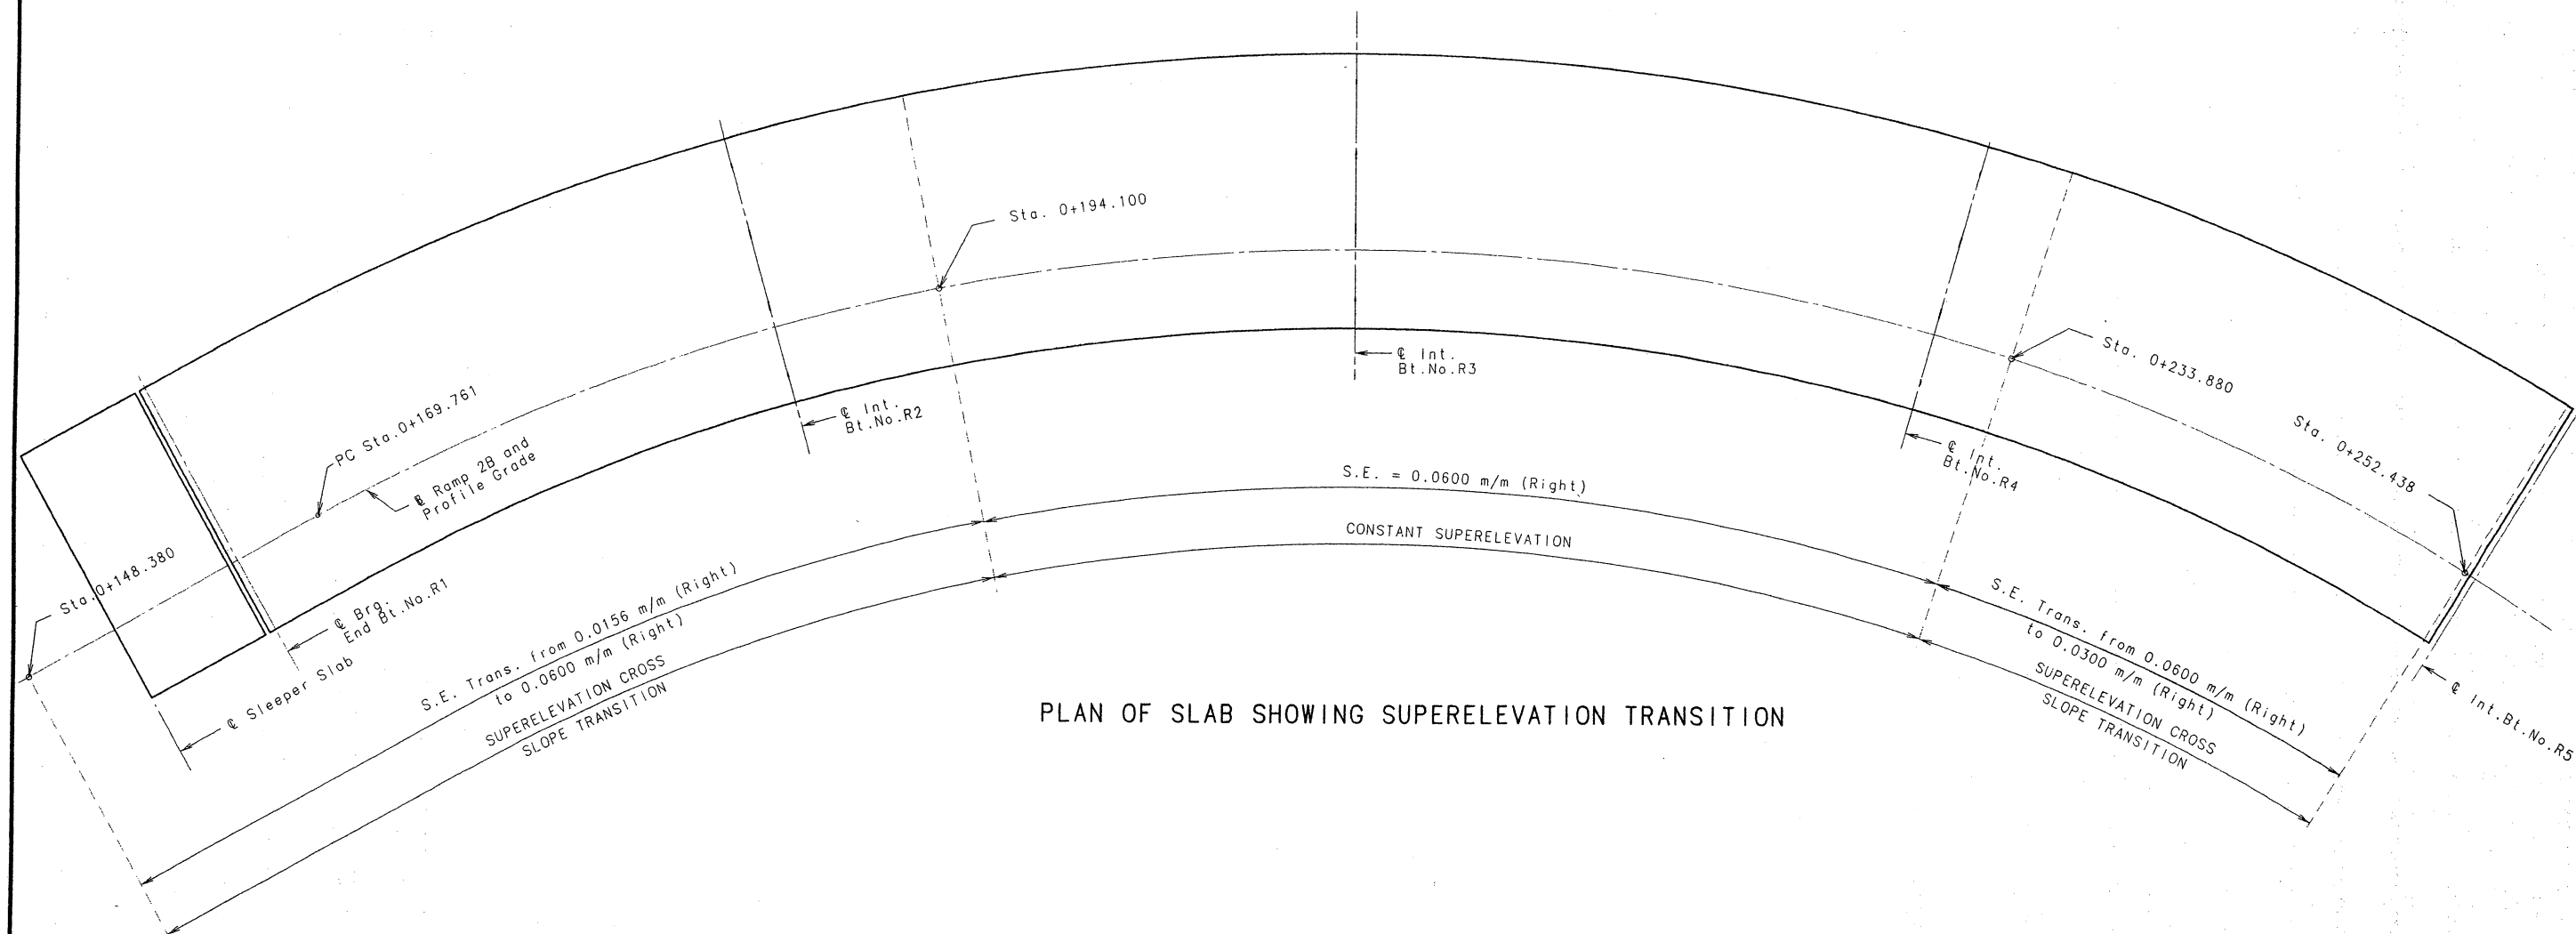 Sta. 0+194.100
Sta. 0+233.880
Sta. 0+252.438
PC Sta.0+169.761
℄ Ramp 2B and
Profile Grade
℄ Int.
Bt.No.R2
℄ Int.
Bt.No.R3
℄ Int.
Bt.No.R4
S.E. = 0.0600 m/m (Right)
CONSTANT SUPERELEVATION
Sta.0+148.380
℄ Brg.
End Bt.No.R1
℄ Sleeper Slab
S.E. Trans. from 0.0156 m/m (Right)
to 0.0600 m/m (Right)
SUPERELEVATION CROSS
SLOPE TRANSITION
S.E. Trans. from 0.0600 m/m (Right)
to 0.0300 m/m (Right)
SUPERELEVATION CROSS
SLOPE TRANSITION
℄ Int.Bt.No.R5
PLAN OF SLAB SHOWING SUPERELEVATION TRANSITION